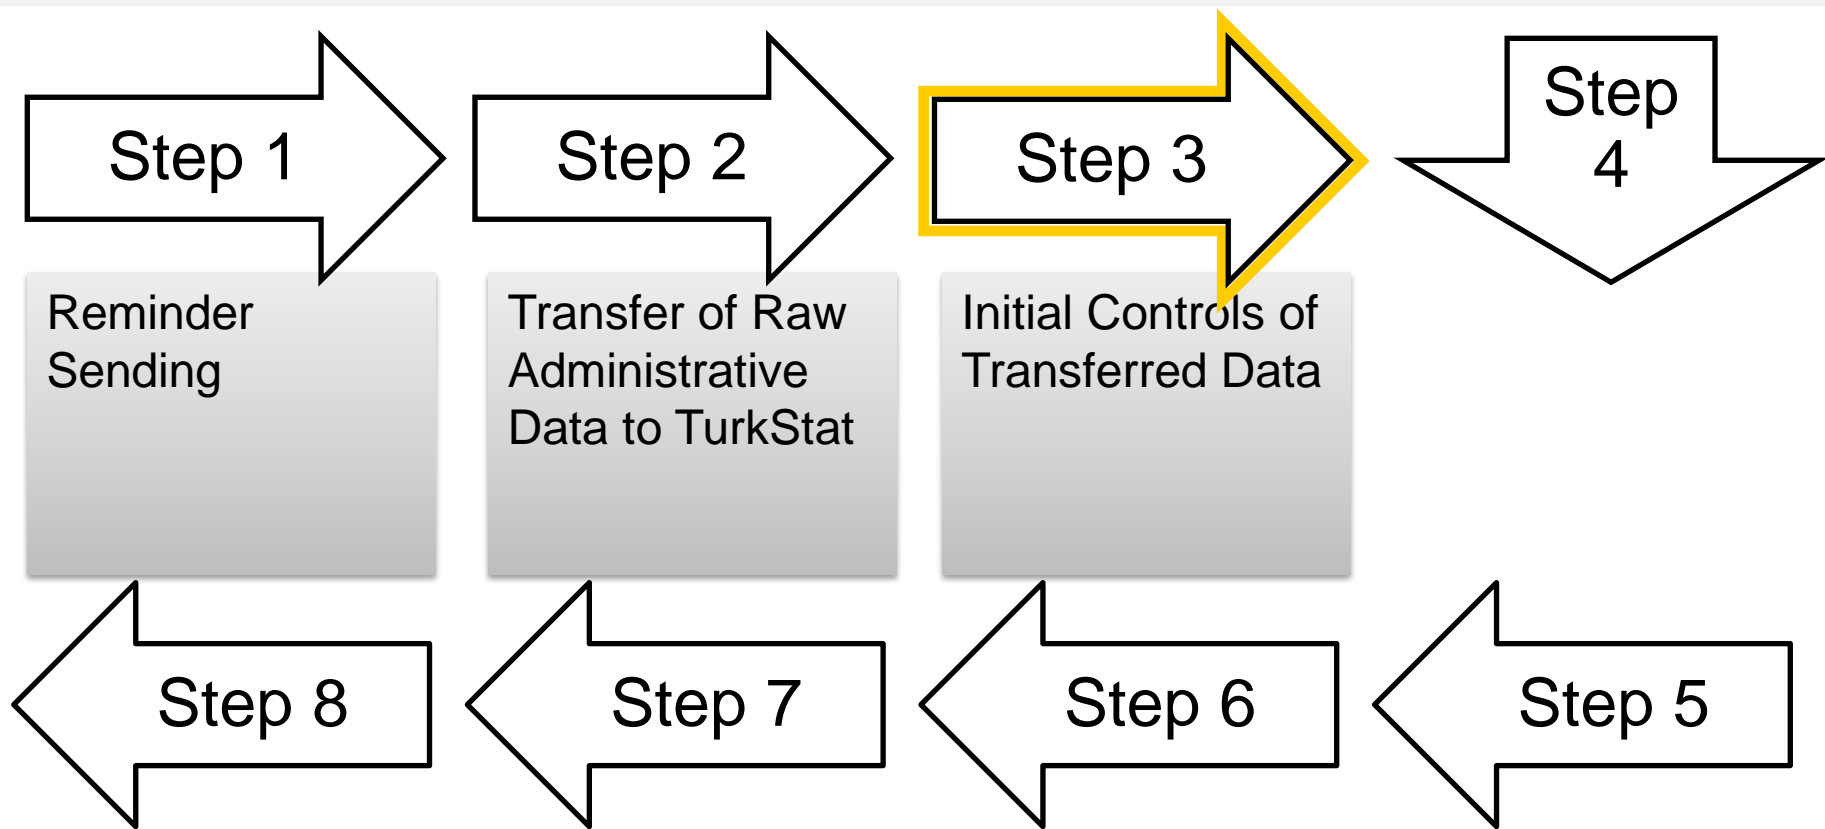 Step 1
Step 2
Step 3
Step
4
Reminder
Sending
Transfer of Raw
Administrative
Data to TurkStat
Initial Controls of
Transferred Data
Step 8
Step 7
Step 6
Step 5